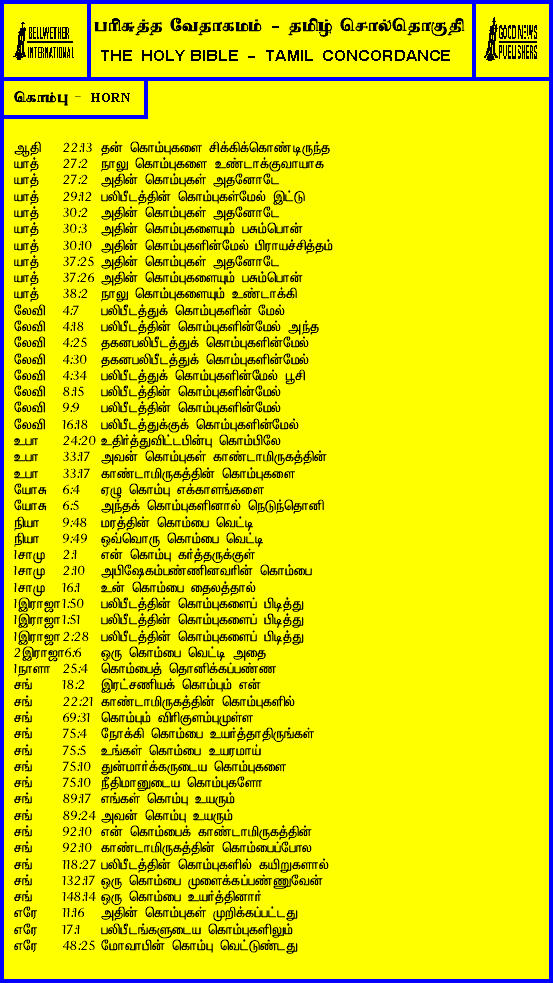 BELLWETHER
INTERNATIONAL
பரிசுத்த வேதாகமம் - தமிழ் சொல்தொகுதி
THE HOLY BIBLE - TAMIL CONCORDANCE
GOOD NEWS
PUBLISHERS
கொம்பு - HORN
ஆதி 22:13 தன் கொம்புகளை சிக்கிக்கொண்டிருந்த
யாத் 27:2 நாலு கொம்புகளை உண்டாக்குவாயாக
யாத் 27:2 அதின் கொம்புகள் அதனோடே
யாத் 29:12 பலிபீடத்தின் கொம்புகள்மேல் இட்டு
யாத் 30:2 அதின் கொம்புகள் அதனோடே
யாத் 30:3 அதின் கொம்புகளையும் பசும்பொன்
யாத் 30:10 அதின் கொம்புகளின்மேல் பிராயச்சித்தம்
யாத் 37:25 அதின் கொம்புகள் அதனோடே
யாத் 37:26 அதின் கொம்புகளையும் பசும்பொன்
யாத் 38:2 நாலு கொம்புகளையும் உண்டாக்கி
லேவி 4:7 பலிபீடத்துக் கொம்புகளின் மேல்
லேவி 4:18 பலிபீடத்தின் கொம்புகளின்மேல் அந்த
லேவி 4:25 தகனபலிபீடத்துக் கொம்புகளின்மேல்
லேவி 4:30 தகனபலிபீடத்துக் கொம்புகளின்மேல்
லேவி 4:34 பலிபீடத்துக் கொம்புகளின்மேல் பூசி
லேவி 8:15 பலிபீடத்தின் கொம்புகளின்மேல்
லேவி 9:9 பலிபீடத்தின் கொம்புகளின்மேல்
லேவி 16:18 பலிபீடத்துக்குக் கொம்புகளின்மேல்
உபா 24:20 உதிர்த்துவிட்டபின்பு கொம்பிலே
உபா 33:17 அவன் கொம்புகள் காண்டாமிருகத்தின்
உபா 33:17 காண்டாமிருகத்தின் கொம்புகளை
யோசு 6:4 ஏழு கொம்பு எக்காளங்களை
யோசு 6:5 அந்தக் கொம்புகளினால் நெடுந்தொனி
நியா 9:48 மரத்தின் கொம்பை வெட்டி
நியா 9:49 ஒவ்வொரு கொம்பை வெட்டி
1சாமு 2:1 என் கொம்பு கர்த்தருக்குள்
1சாமு 2:10 அபிஷேகம்பண்ணினவரின் கொம்பை
1சாமு 16:1 உன் கொம்பை தைலத்தால்
1இராஜா 1:50 பலிபீடத்தின் கொம்புகளைப் பிடித்து
1இராஜா 1:51 பலிபீடத்தின் கொம்புகளைப் பிடித்து
1இராஜா 2:28 பலிபீடத்தின் கொம்புகளைப் பிடித்து
2இராஜா6:6 ஒரு கொம்பை வெட்டி அதை
1நாளா 25:4 கொம்பைத் தொனிக்கப்பண்ண
சங் 18:2 இரட்சணியக் கொம்பும் என்
சங் 22:21 காண்டாமிருகத்தின் கொம்புகளில்
சங் 69:31 கொம்பும் விரிகுளம்புமுள்ள
சங் 75:4 நோக்கி கொம்பை உயர்த்தாதிருங்கள்
சங் 75:5 உங்கள் கொம்பை உயரமாய்
சங் 75:10 துன்மார்க்கருடைய கொம்புகளை
சங் 75:10 நீதிமானுடைய கொம்புகளோ
சங் 89:17 எங்கள் கொம்பு உயரும்
சங் 89:24 அவன் கொம்பு உயரும்
சங் 92:10 என் கொம்பைக் காண்டாமிருகத்தின்
சங் 92:10 காண்டாமிருகத்தின் கொம்பைப்போல
சங் 118:27 பலிபீடத்தின் கொம்புகளில் கயிறுகளால்
சங் 132:17 ஒரு கொம்பை முளைக்கப்பண்ணுவேன்
சங் 148:14 ஒரு கொம்பை உயர்த்தினார்
எரே 11:16 அதின் கொம்புகள் முறிக்கப்பட்டது
எரே 17:1 பலிபீடங்களுடைய கொம்புகளிலும்
எரே 48:25 மோவாபின் கொம்பு வெட்டுண்டது